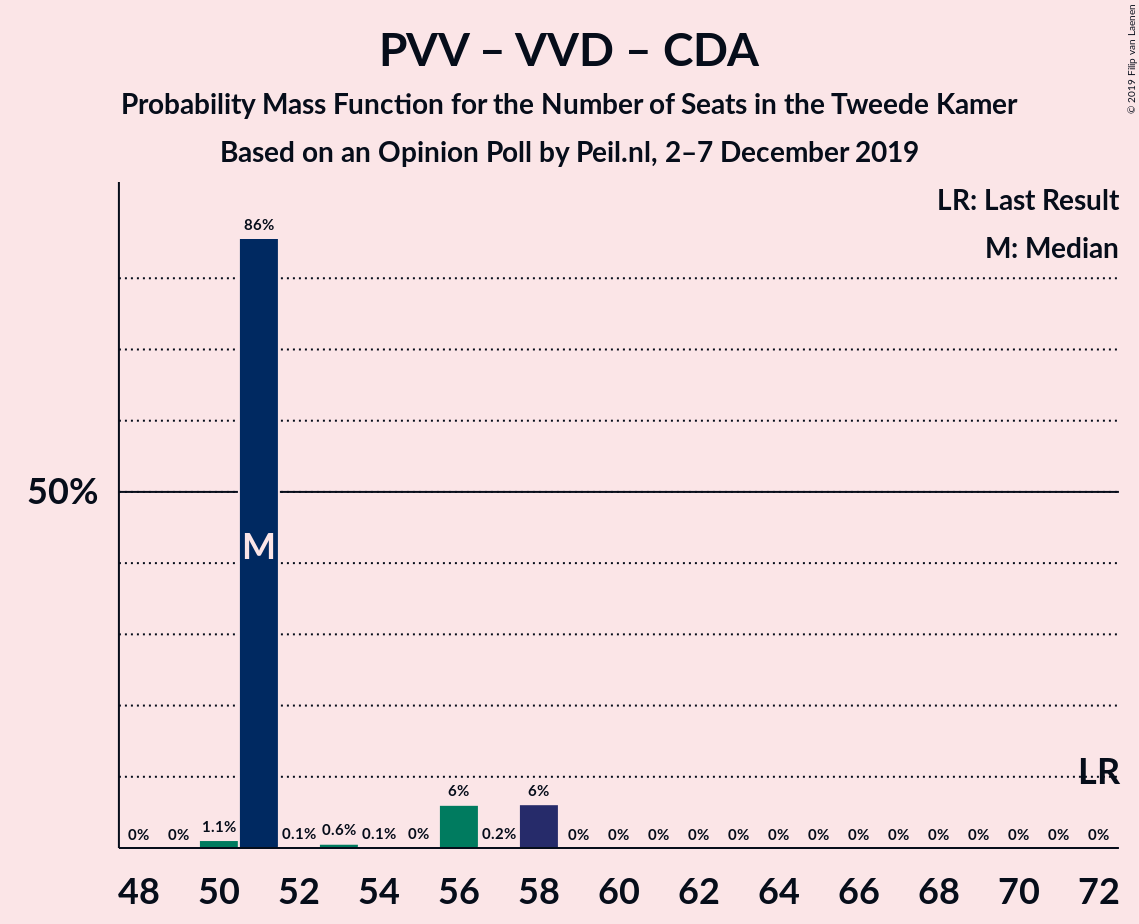 PVV – VVD – CDA
Probability Mass Function for the Number of Seats in the Tweede Kamer
Based on an Opinion Poll by Peil.nl, 2–7 December 2019
© 2019 Filip van Laenen
LR: Last Result
M: Median
86%
50%
M
LR
0% 0% 1.1% 0.1% 0.6% 0.1% 0% 6% 0.2% 6% 0% 0% 0% 0% 0% 0% 0% 0% 0% 0% 0% 0% 0% 0%
48 50 52 54 56 58 60 62 64 66 68 70 72